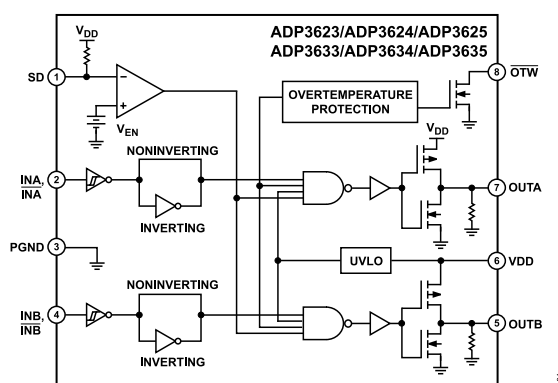 ADP3623/ADP3624/ADP3625
ADP3633/ADP3634/ADP3635
VDD
SD
1
8
OTW
OVERTEMPERATURE
PROTECTION
VEN
VDD
NONINVERTING
INA,
INA
2
7
OUTA
INVERTING
PGND
3
UVLO
6
VDD
NONINVERTING
INB,
INB
4
5
OUTB
INVERTING